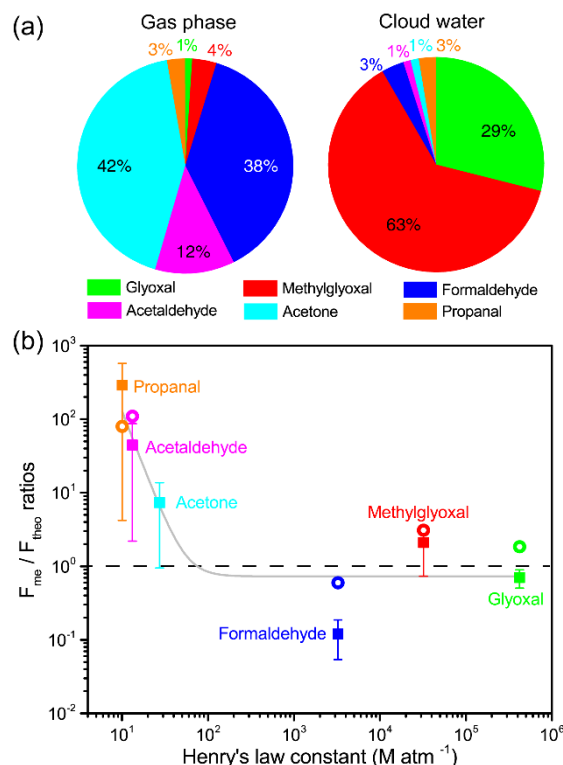 (a)
Gas phase
Cloud water
3%
1%
4%
38%
12%
42%
3%
1%
1%
3%
29%
63%
Glyoxal
Methylglyoxal
Formaldehyde
Acetaldehyde
Acetone
Propanal
(b)
10³
10²
10¹
10⁰
10⁻¹
10⁻²
Fme / Ftheo ratios
Propanal
Acetaldehyde
Acetone
Methylglyoxal
Glyoxal
Formaldehyde
10¹
10²
10³
10⁴
10⁵
10⁶
Henry's law constant (M atm ⁻¹)